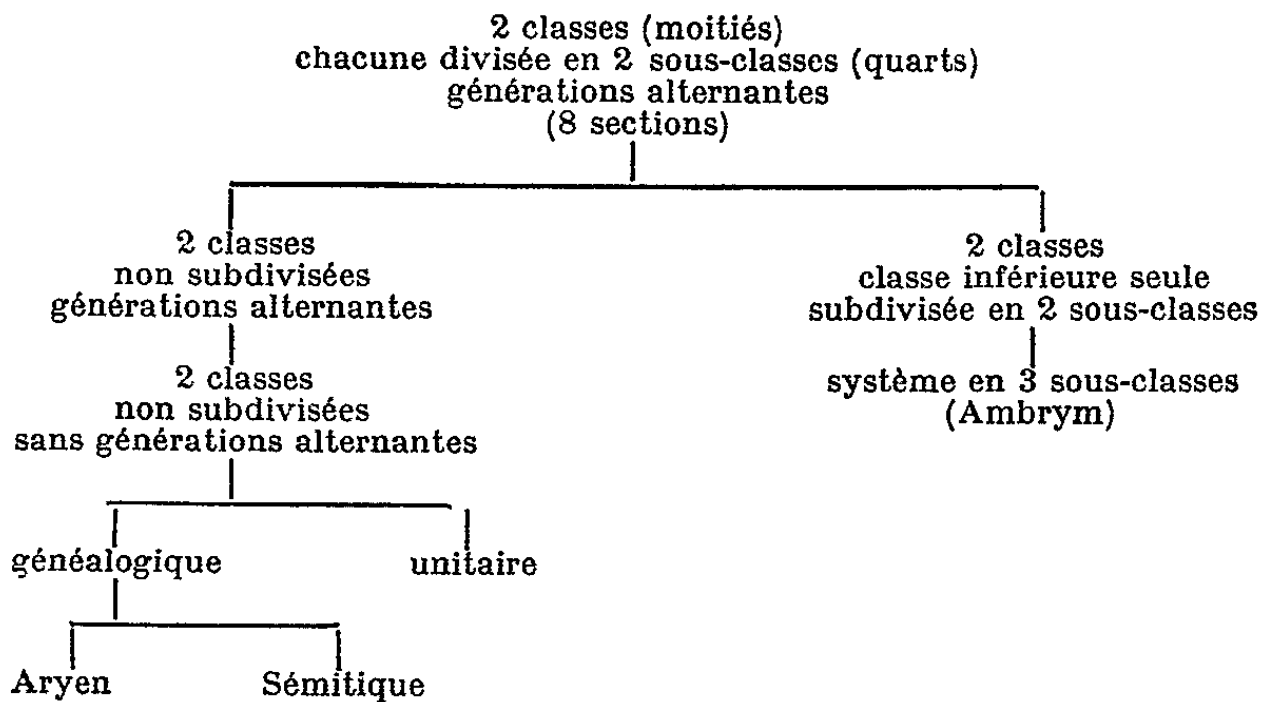 2 classes (moitiés)
chacune divisée en 2 sous-classes (quarts)
générations alternantes
(8 sections)
2 classes
non subdivisées
générations alternantes
2 classes
classe inférieure seule
subdivisée en 2 sous-classes
2 classes
non subdivisées
sans générations alternantes
système en 3 sous-classes
(Ambrym)
généalogique
unitaire
Aryen
Sémitique